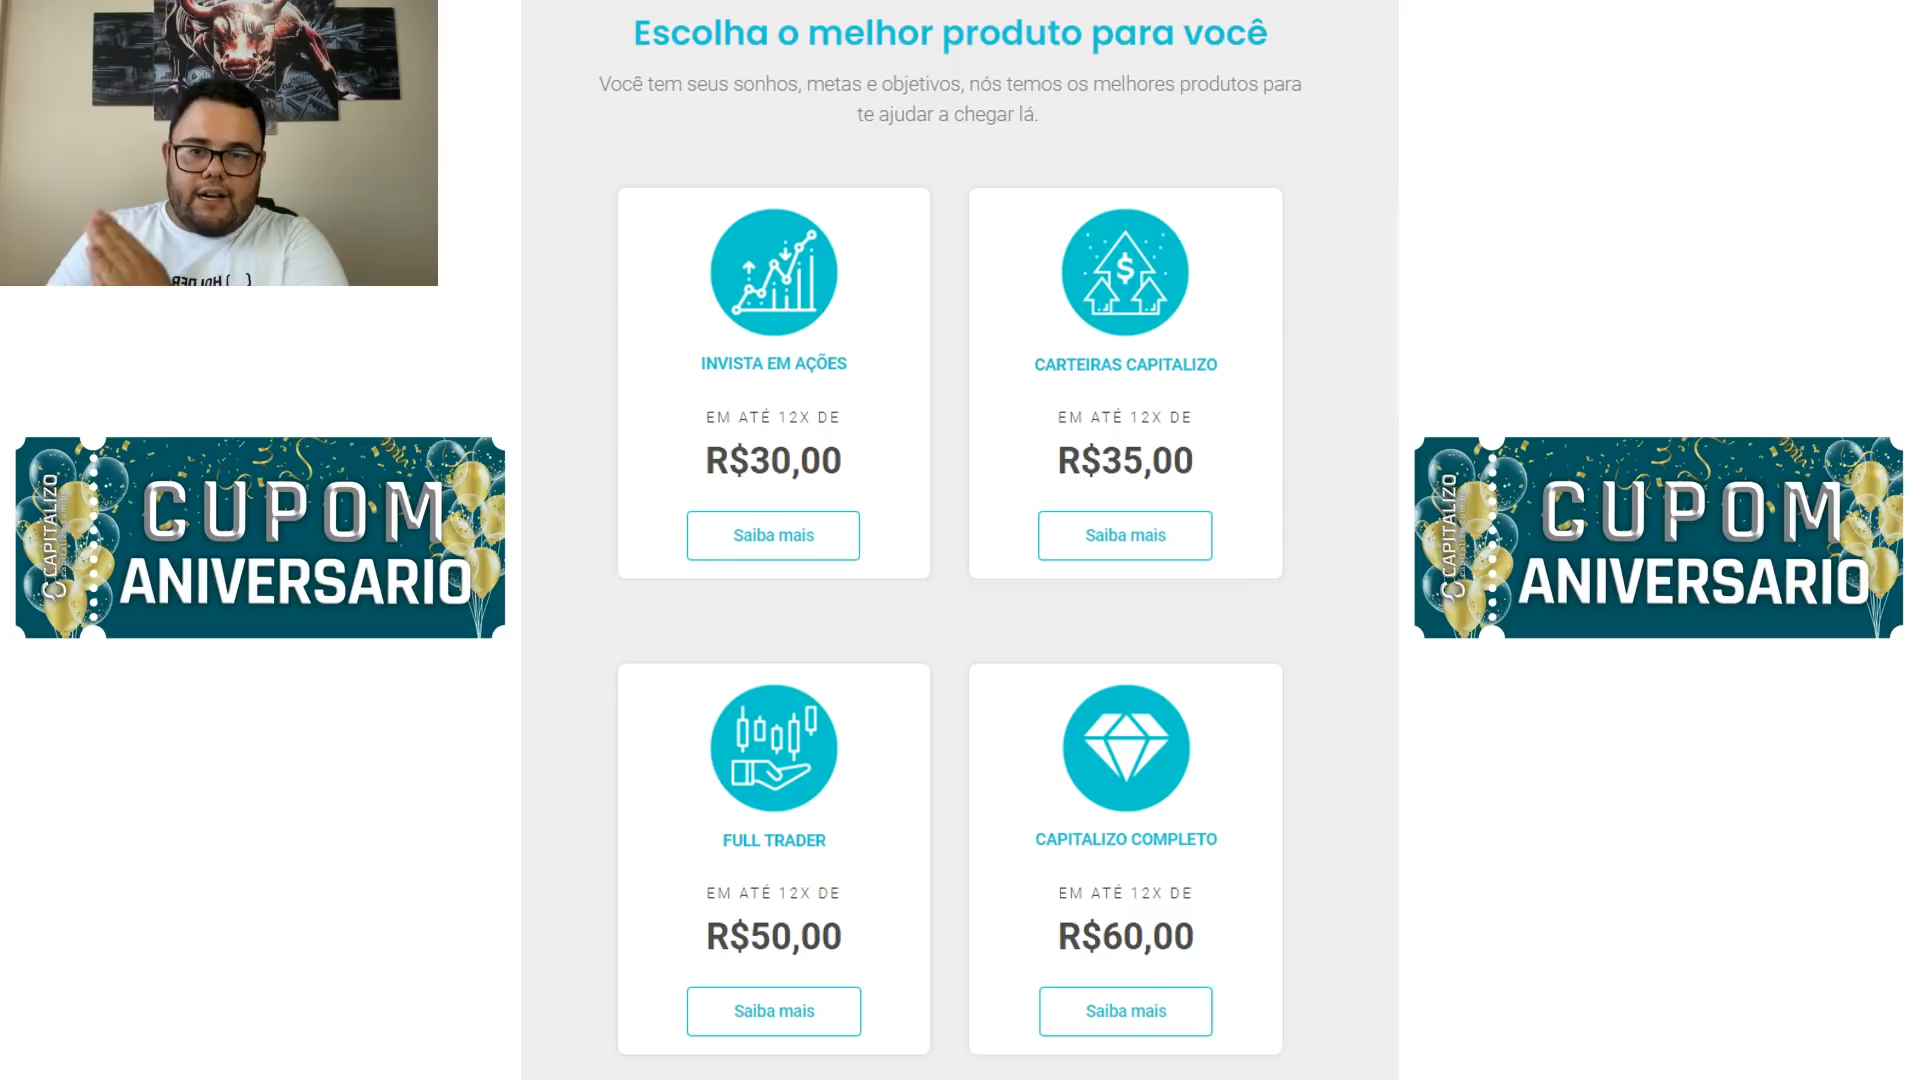 Escolha o melhor produto para você
Você tem seus sonhos, metas e objetivos, nós temos os melhores produtos para
te ajudar a chegar lá.
INVISTA EM AÇÕES
EM ATÉ 12X DE
R$30,00
Saiba mais
CARTEIRAS CAPITALIZO
EM ATÉ 12X DE
R$35,00
Saiba mais
CAPITALIZO
CUPOM
ANIVERSARIO
CAPITALIZO
CUPOM
ANIVERSARIO
FULL TRADER
EM ATÉ 12X DE
R$50,00
Saiba mais
CAPITALIZO COMPLETO
EM ATÉ 12X DE
R$60,00
Saiba mais